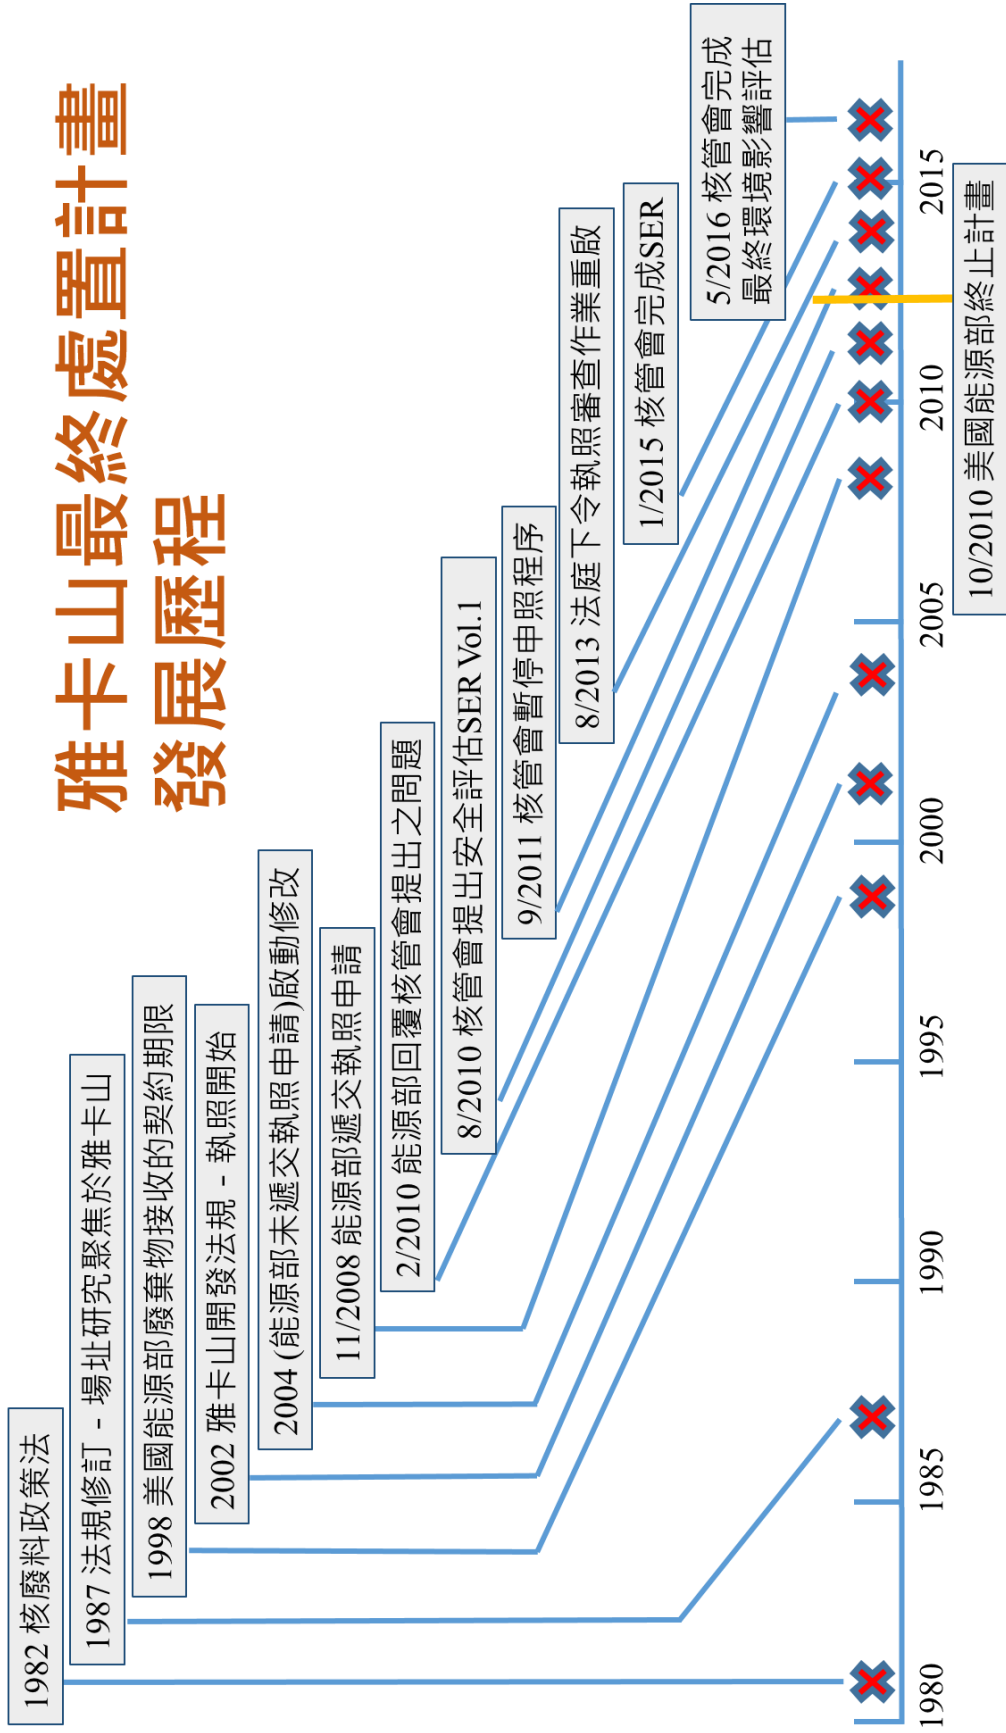 雅卡山最終處置計畫
發展歷程
1982 核廢料政策法
1987 法規修訂 - 場址研究聚焦於雅卡山
1998 美國能源部廢棄物接收的契約期限
2002 雅卡山開發法規 - 執照開始
2004 (能源部未遞交執照申請)啟動修改
11/2008 能源部遞交執照申請
2/2010 能源部回覆核管會提出之問題
8/2010 核管會提出安全評估SER Vol.1
9/2011 核管會暫停申照程序
8/2013 法庭下令執照審查作業重啟
1/2015 核管會完成SER
5/2016 核管會完成
最終環境影響評估
1980
1985
1990
1995
2000
2005
2010
2015
10/2010 美國能源部終止計畫